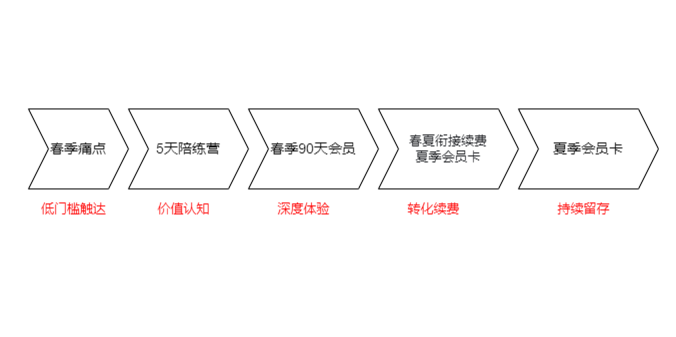 春季痛点
5天陪练营
春季90天会员
春夏衔接续费
夏季会员卡
夏季会员卡
低门槛触达
价值认知
深度体验
转化续费
持续留存